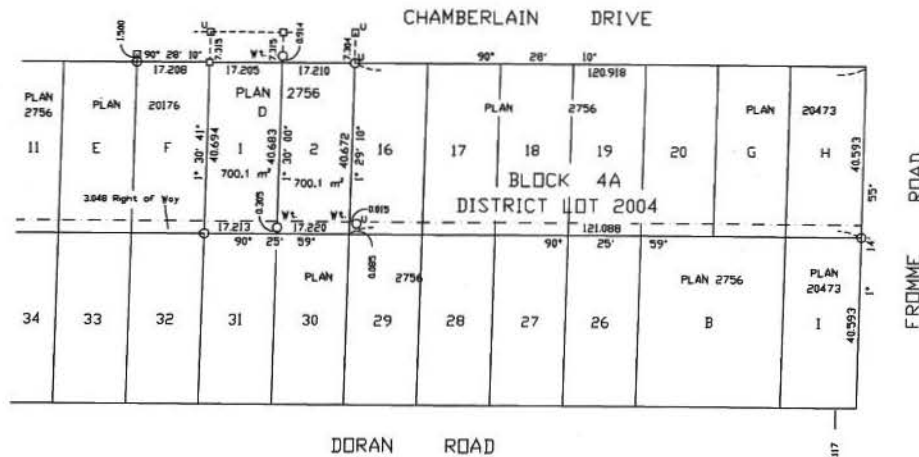 CHAMBERLAIN DRIVE
1.500
C
C
7.315
7.315
0.914
7.304
Wt.
90° 28' 10"
17.208
17.205
17.210
90° 28' 10"
120.918
PLAN 2756
PLAN 20176
PLAN 2756
D
PLAN 2756
PLAN 20473
11
E
F
1
2
16
17
18
19
20
G
H
1° 30' 41"
40.694
40.683
1° 30' 00"
40.672
1° 29' 10"
40.593
700.1 m²
700.1 m²
BLOCK 4A
DISTRICT LOT 2004
3.048 Right of Way
0.305
Wt.
Wt.
0.015
17.213
17.220
121.088
90° 25' 59"
0.085
90° 25' 59"
1° 14' 55"
FROMME ROAD
PLAN 2756
PLAN 2756
PLAN 20473
34
33
32
31
30
29
28
27
26
B
I
40.593
DORAN ROAD
117